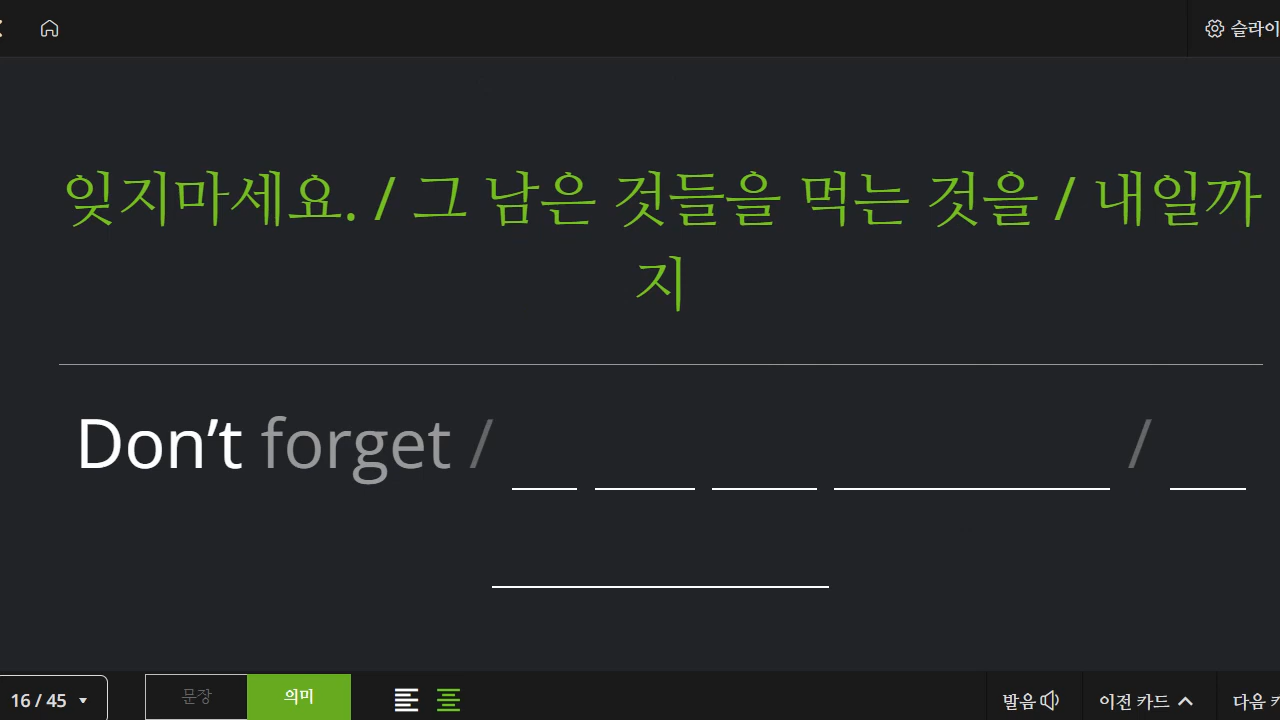 슬라이
잊지마세요. / 그 남은 것들을 먹는 것을 / 내일까
지
Don’t forget / /
16 / 45
문장
의미
발음
이전 카드
다음